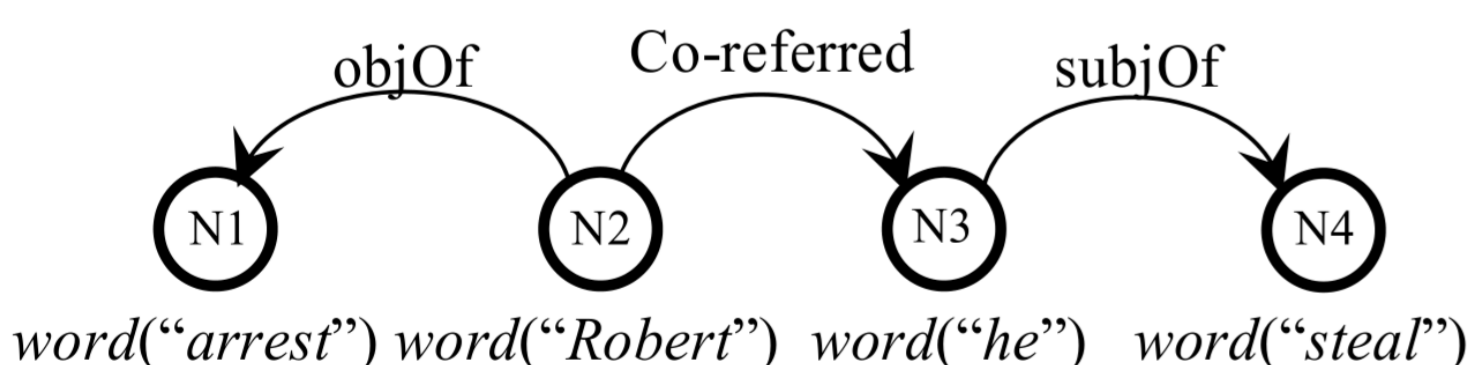 objOf Co-referred subjOf
N1 N2 N3 N4
word(“arrest”) word(“Robert”) word(“he”) word(“steal”)